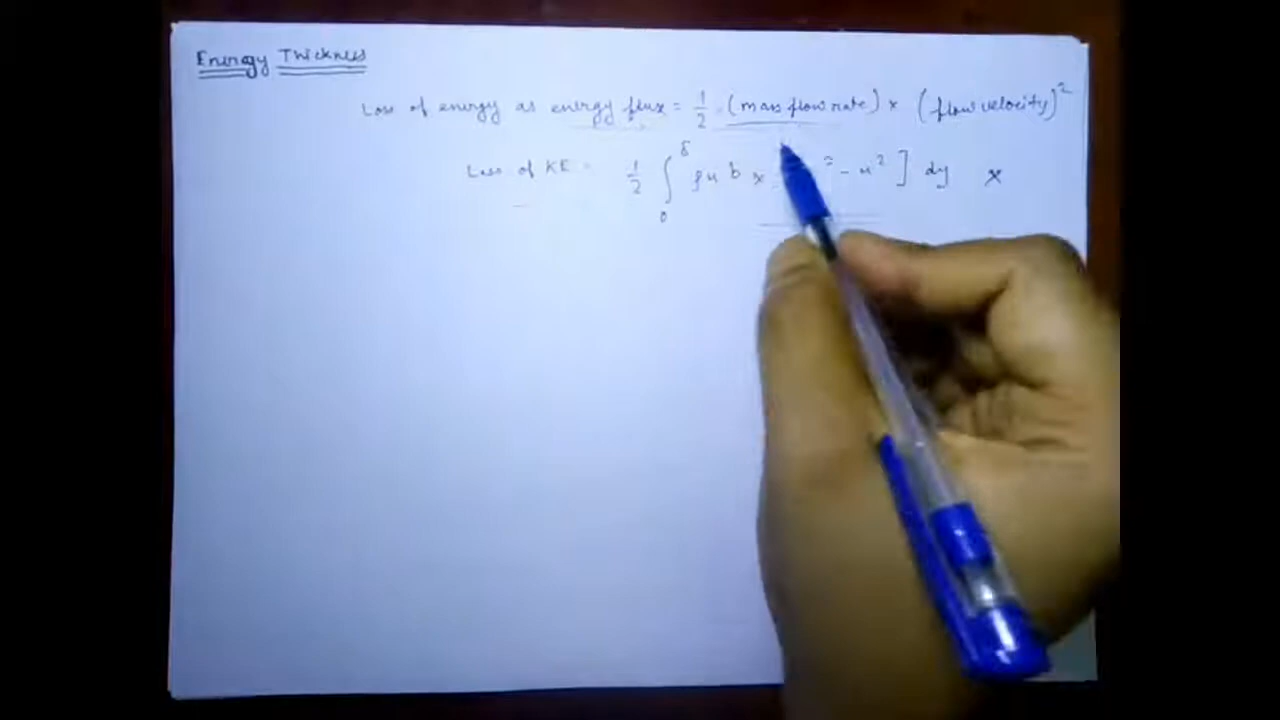 Energy Thickness
Loss of energy as energy flux = 1/2 · (mass flow rate) × (flow velocity)²
Loss of KE = 1/2 ∫₀^δ ρ u b × ² - u² ] dy ×